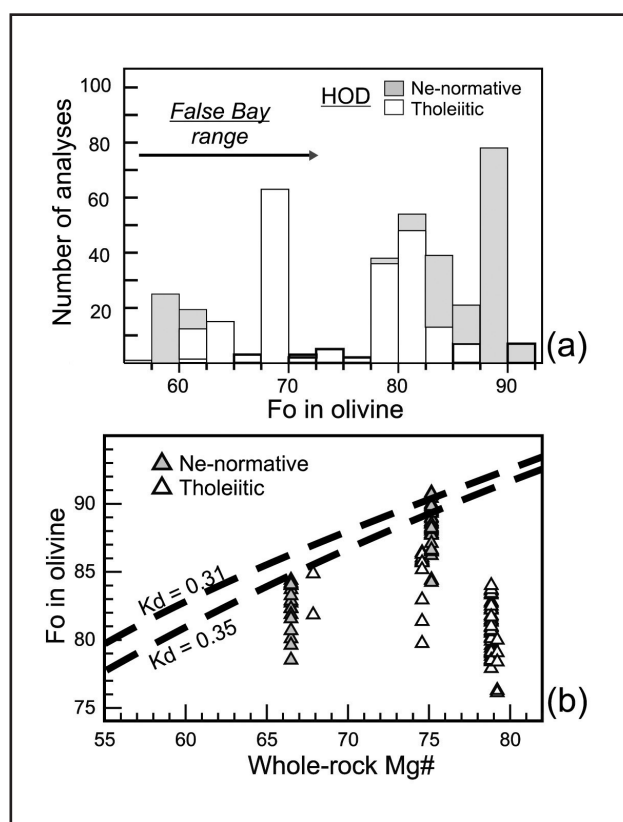 100
80
60
40
20
Number of analyses
False Bay
range
HOD
Ne-normative
Tholeiitic
60
70
80
90
Fo in olivine
(a)
Ne-normative
Tholeiitic
90
85
80
75
Fo in olivine
Kd = 0.31
Kd = 0.35
55
60
65
70
75
80
Whole-rock Mg#
(b)